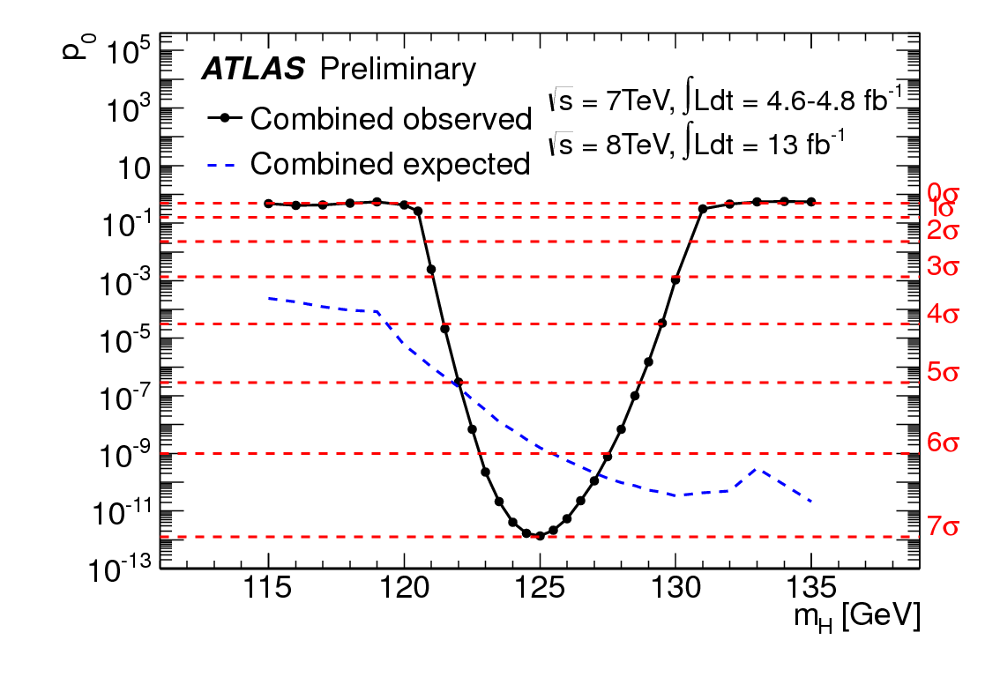 p₀
10⁵
10³
10
10⁻¹
10⁻³
10⁻⁵
10⁻⁷
10⁻⁹
10⁻¹¹
10⁻¹³
ATLAS Preliminary
Combined observed
Combined expected
√s = 7TeV, ∫Ldt = 4.6-4.8 fb⁻¹
√s = 8TeV, ∫Ldt = 13 fb⁻¹
0σ
1σ
2σ
3σ
4σ
5σ
6σ
7σ
115 120 125 130 135
m_H [GeV]